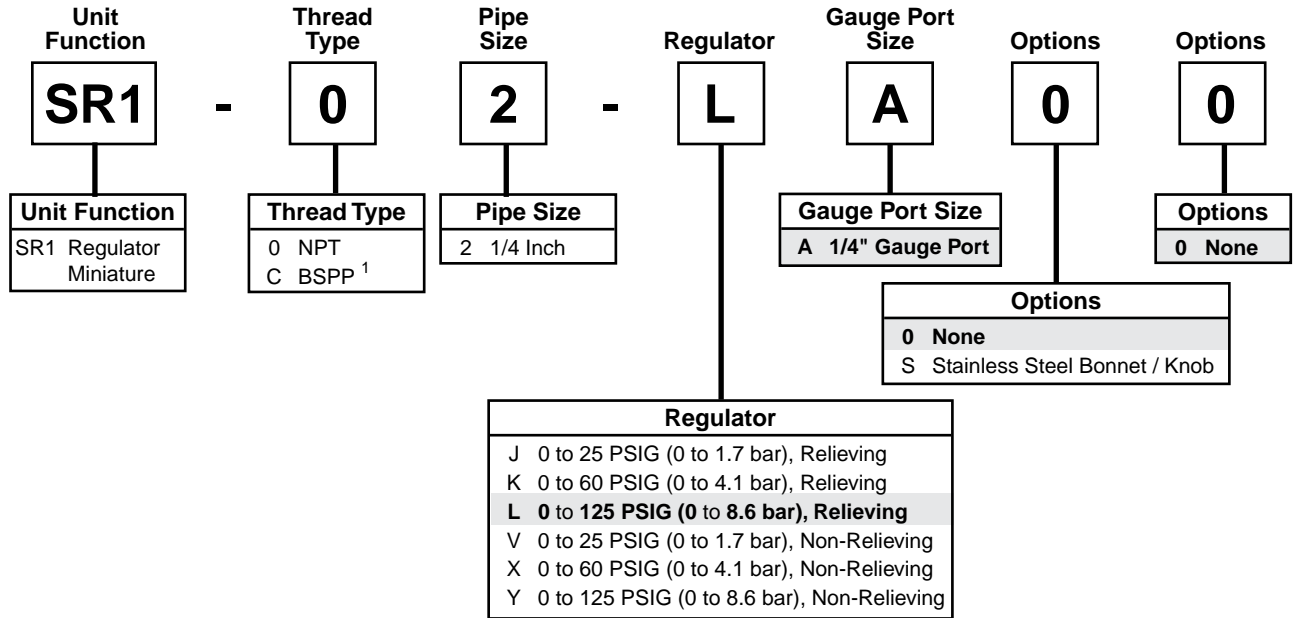 Unit Function
Thread Type
Pipe Size
Regulator
Gauge Port Size
Options
Options
SR1 - 0 2 - L A 0 0
Unit Function
SR1 Regulator
Miniature
Thread Type
0 NPT
C BSPP 1
Pipe Size
2 1/4 Inch
Gauge Port Size
A 1/4" Gauge Port
Options
0 None
Options
0 None
S Stainless Steel Bonnet / Knob
Regulator
J 0 to 25 PSIG (0 to 1.7 bar), Relieving
K 0 to 60 PSIG (0 to 4.1 bar), Relieving
L 0 to 125 PSIG (0 to 8.6 bar), Relieving
V 0 to 25 PSIG (0 to 1.7 bar), Non-Relieving
X 0 to 60 PSIG (0 to 4.1 bar), Non-Relieving
Y 0 to 125 PSIG (0 to 8.6 bar), Non-Relieving